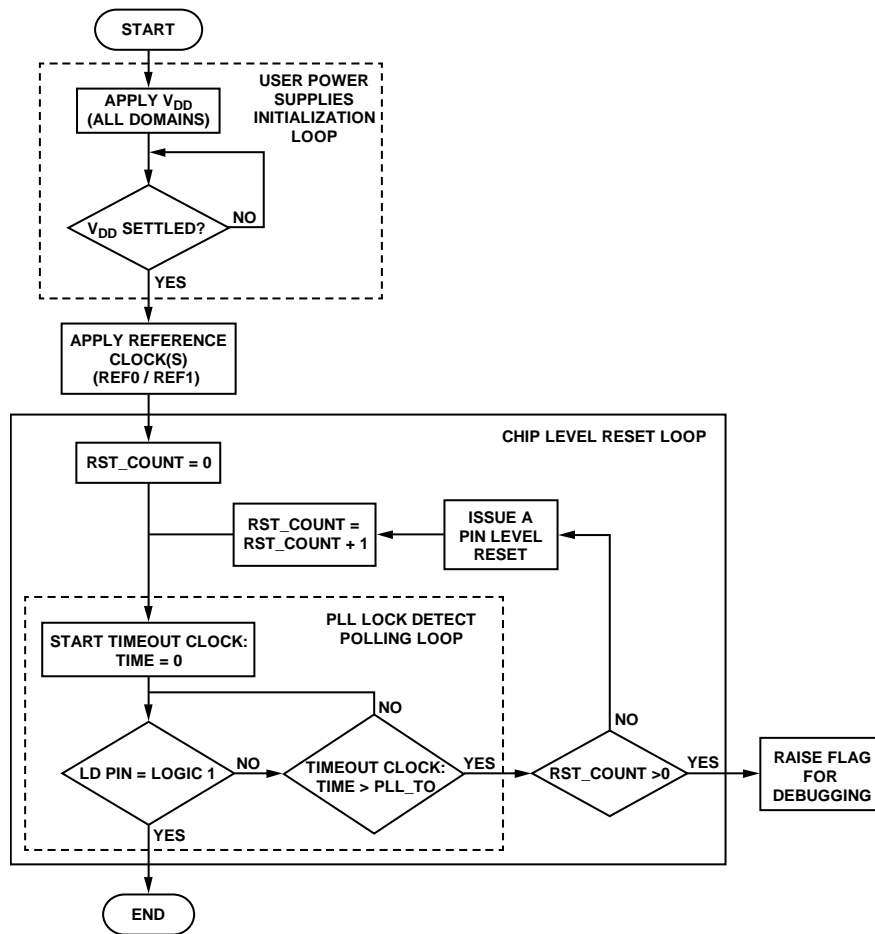 START
USER POWER
SUPPLIES
INITIALIZATION
LOOP
APPLY VDD
(ALL DOMAINS)
VDD SETTLED?
NO
YES
APPLY REFERENCE
CLOCK(S)
(REF0 / REF1)
CHIP LEVEL RESET LOOP
RST_COUNT = 0
RST_COUNT =
RST_COUNT + 1
ISSUE A
PIN LEVEL
RESET
PLL LOCK DETECT
POLLING LOOP
START TIMEOUT CLOCK:
TIME = 0
NO
NO
LD PIN = LOGIC 1
NO
TIMEOUT CLOCK:
TIME > PLL_TO
YES
RST_COUNT >0
YES
RAISE FLAG
FOR
DEBUGGING
YES
END